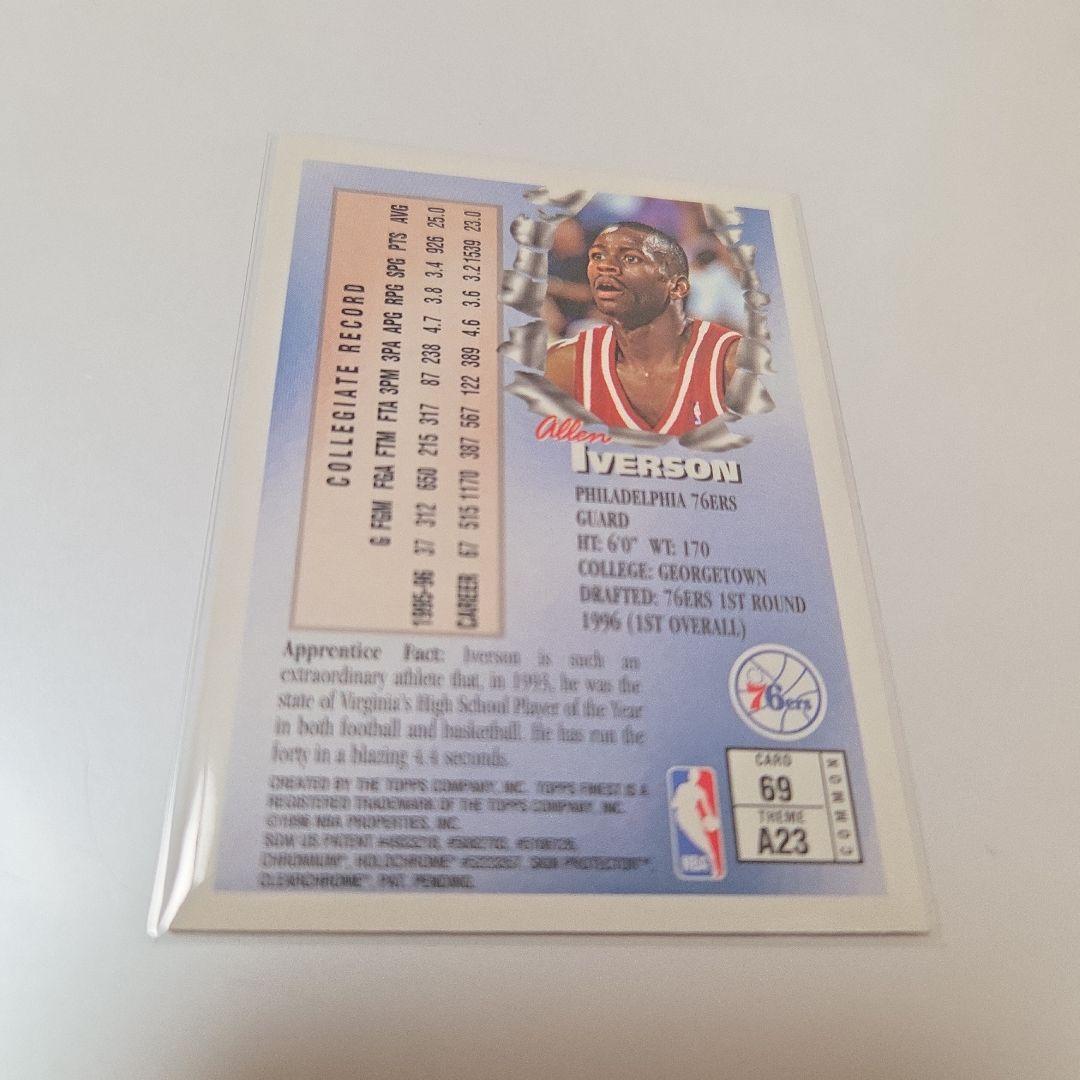 COLLEGIATE RECORD
G FGM FGA FTM FTA 3PM 3PA APG RPG SPG PTS AVG
1995-96 37 312 650 215 317 87 238 4.7 3.8 3.4 926 25.0
CAREER 67 515 1170 387 567 122 389 4.6 3.6 3.2 1539 23.0
Allen
IVERSON
PHILADELPHIA 76ERS
GUARD
HT: 6'0" WT: 170
COLLEGE: GEORGETOWN
DRAFTED: 76ERS 1ST ROUND
1996 (1ST OVERALL)
Apprentice Fact: Iverson is such an
extraordinary athlete that, in 1995, he was the
state of Virginia's High School Player of the Year
in both football and basketball. He has run the
forty in a blazing 4.4 seconds.
CREATED BY THE TOPPS COMPANY, INC. TOPPS FINEST IS A
REGISTERED TRADEMARK OF THE TOPPS COMPANY, INC.
©1996 NBA PROPERTIES, INC.
US PATENT
CHROMIUM, HOLOCHROME SKIN PROTECTOR™,
CLEARCHROME, PAT. PENDING.
76ers
NBA
CARD
69
THEME
A23
COMMON